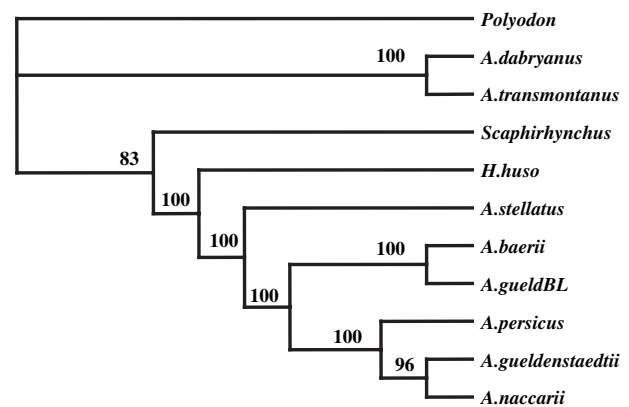 Polyodon
100
A.dabryanus
A.transmontanus
Scaphirhynchus
83
H.huso
100
A.stellatus
100
A.baerii
100
A.gueldBL
100
A.persicus
100
A.gueldenstaedtii
96
A.naccarii